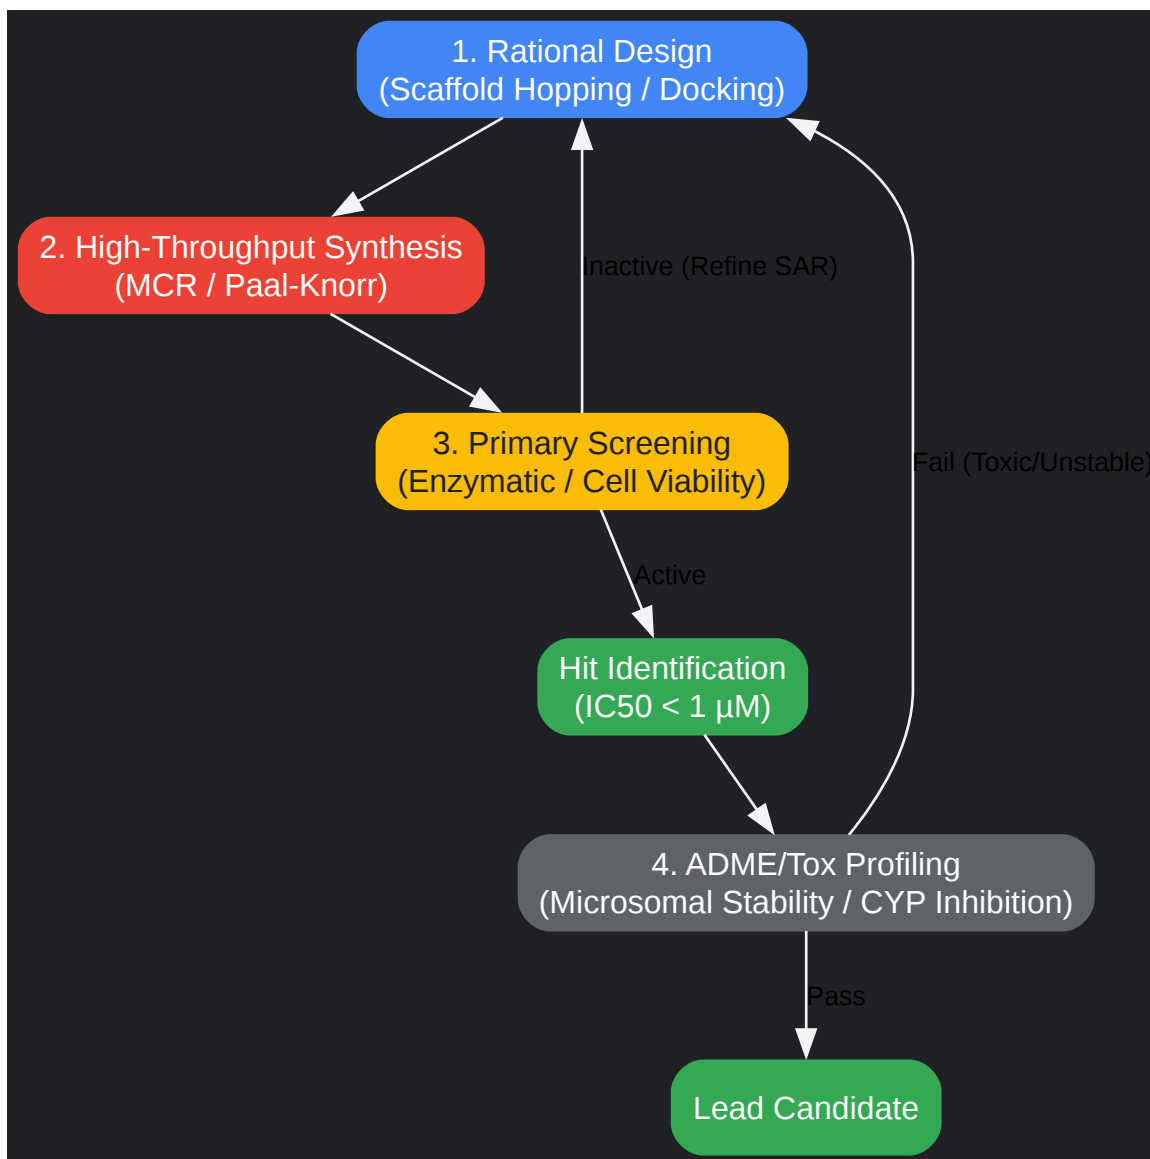 1. Rational Design
(Scaffold Hopping / Docking)
2. High-Throughput Synthesis
(MCR / Paal-Knorr)
Inactive (Refine SAR)
3. Primary Screening
(Enzymatic / Cell Viability)
Fail (Toxic/Unstable)
Active
Hit Identification
(IC50 < 1 µM)
4. ADME/Tox Profiling
(Microsomal Stability / CYP Inhibition)
Pass
Lead Candidate